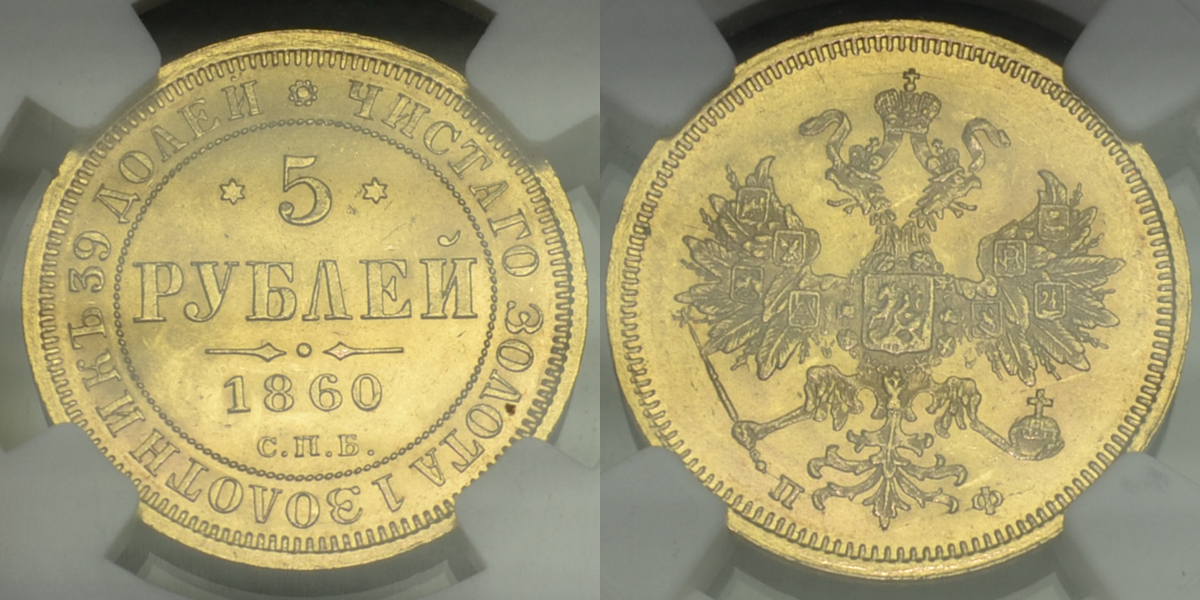 ЧИСТАГО ЗОЛОТА 1 ЗОЛОТНИКЪ 39 ДОЛЕЙ
5
РУБЛЕЙ
1860
С.П.Б.
П Ф